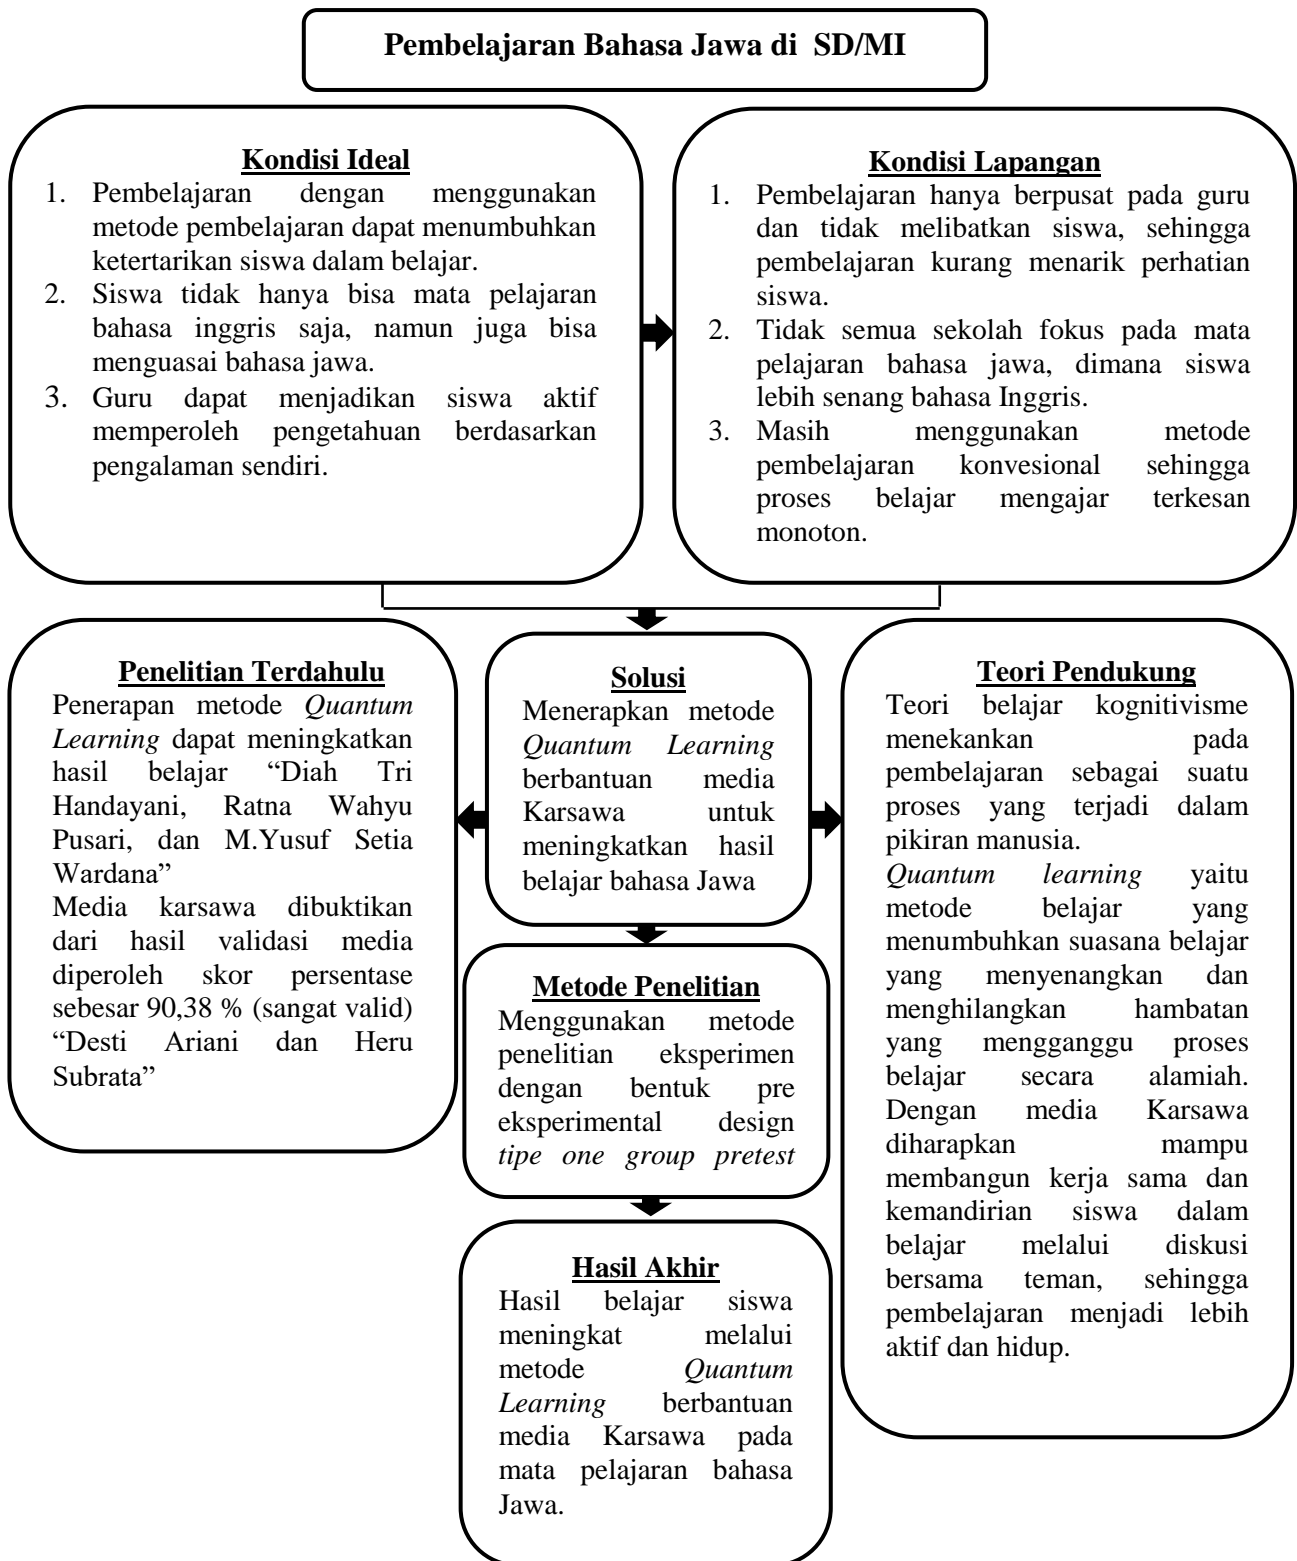 Pembelajaran Bahasa Jawa di SD/MI
Kondisi Ideal
1. Pembelajaran dengan menggunakan
metode pembelajaran dapat menumbuhkan
ketertarikan siswa dalam belajar.
2. Siswa tidak hanya bisa mata pelajaran
bahasa inggris saja, namun juga bisa
menguasai bahasa jawa.
3. Guru dapat menjadikan siswa aktif
memperoleh pengetahuan berdasarkan
pengalaman sendiri.
Kondisi Lapangan
1. Pembelajaran hanya berpusat pada guru
dan tidak melibatkan siswa, sehingga
pembelajaran kurang menarik perhatian
siswa.
2. Tidak semua sekolah fokus pada mata
pelajaran bahasa jawa, dimana siswa
lebih senang bahasa Inggris.
3. Masih menggunakan metode
pembelajaran konvesional sehingga
proses belajar mengajar terkesan
monoton.
Penelitian Terdahulu
Penerapan metode Quantum
Learning dapat meningkatkan
hasil belajar “Diah Tri
Handayani, Ratna Wahyu
Pusari, dan M.Yusuf Setia
Wardana”
Media karsawa dibuktikan
dari hasil validasi media
diperoleh skor persentase
sebesar 90,38 % (sangat valid)
“Desti Ariani dan Heru
Subrata”
Solusi
Menerapkan metode
Quantum Learning
berbantuan media
Karsawa untuk
meningkatkan hasil
belajar bahasa Jawa
Teori Pendukung
Teori belajar kognitivisme
menekankan pada
pembelajaran sebagai suatu
proses yang terjadi dalam
pikiran manusia.
Quantum learning yaitu
metode belajar yang
menumbuhkan suasana belajar
yang menyenangkan dan
menghilangkan hambatan
yang mengganggu proses
belajar secara alamiah.
Dengan media Karsawa
diharapkan mampu
membangun kerja sama dan
kemandirian siswa dalam
belajar melalui diskusi
bersama teman, sehingga
pembelajaran menjadi lebih
aktif dan hidup.
Metode Penelitian
Menggunakan metode
penelitian eksperimen
dengan bentuk pre
eksperimental design
tipe one group pretest
Hasil Akhir
Hasil belajar siswa
meningkat melalui
metode Quantum
Learning berbantuan
media Karsawa pada
mata pelajaran bahasa
Jawa.